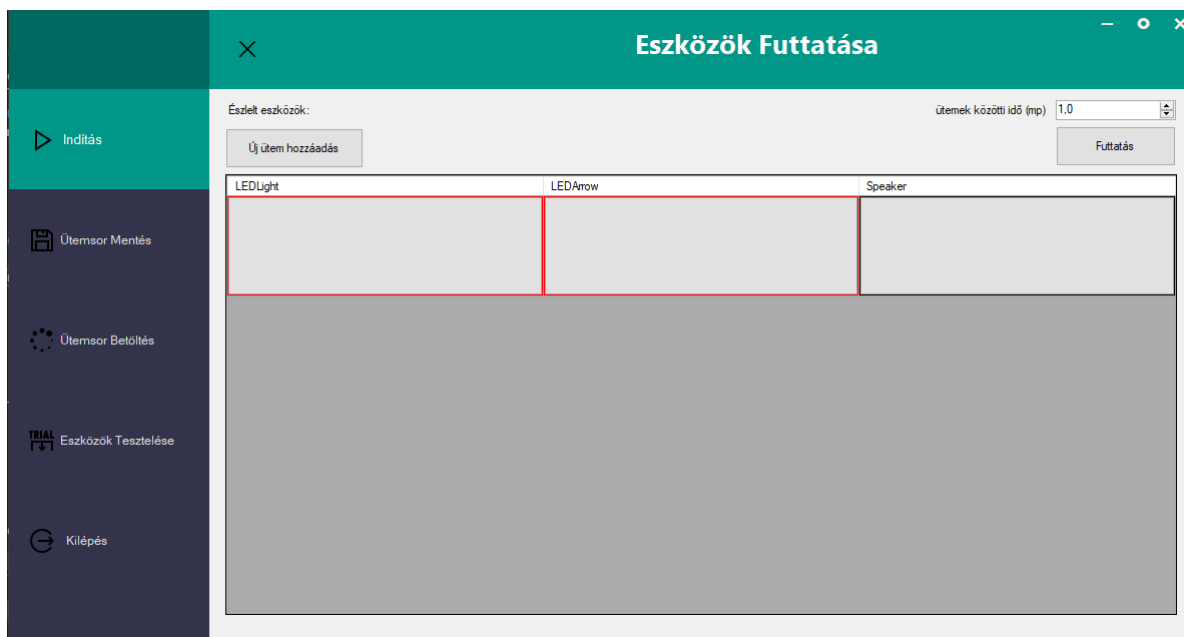 Eszközök Futtatása
Indítás
Ütemsor Mentés
Ütemsor Betöltés
TRIAL
Eszközök Tesztelése
Kilépés
Észlelt eszközök:
ütemek közötti idő (mp) 1,0
Új ütem hozzáadás
Futtatás
LEDLight LEDArrow Speaker